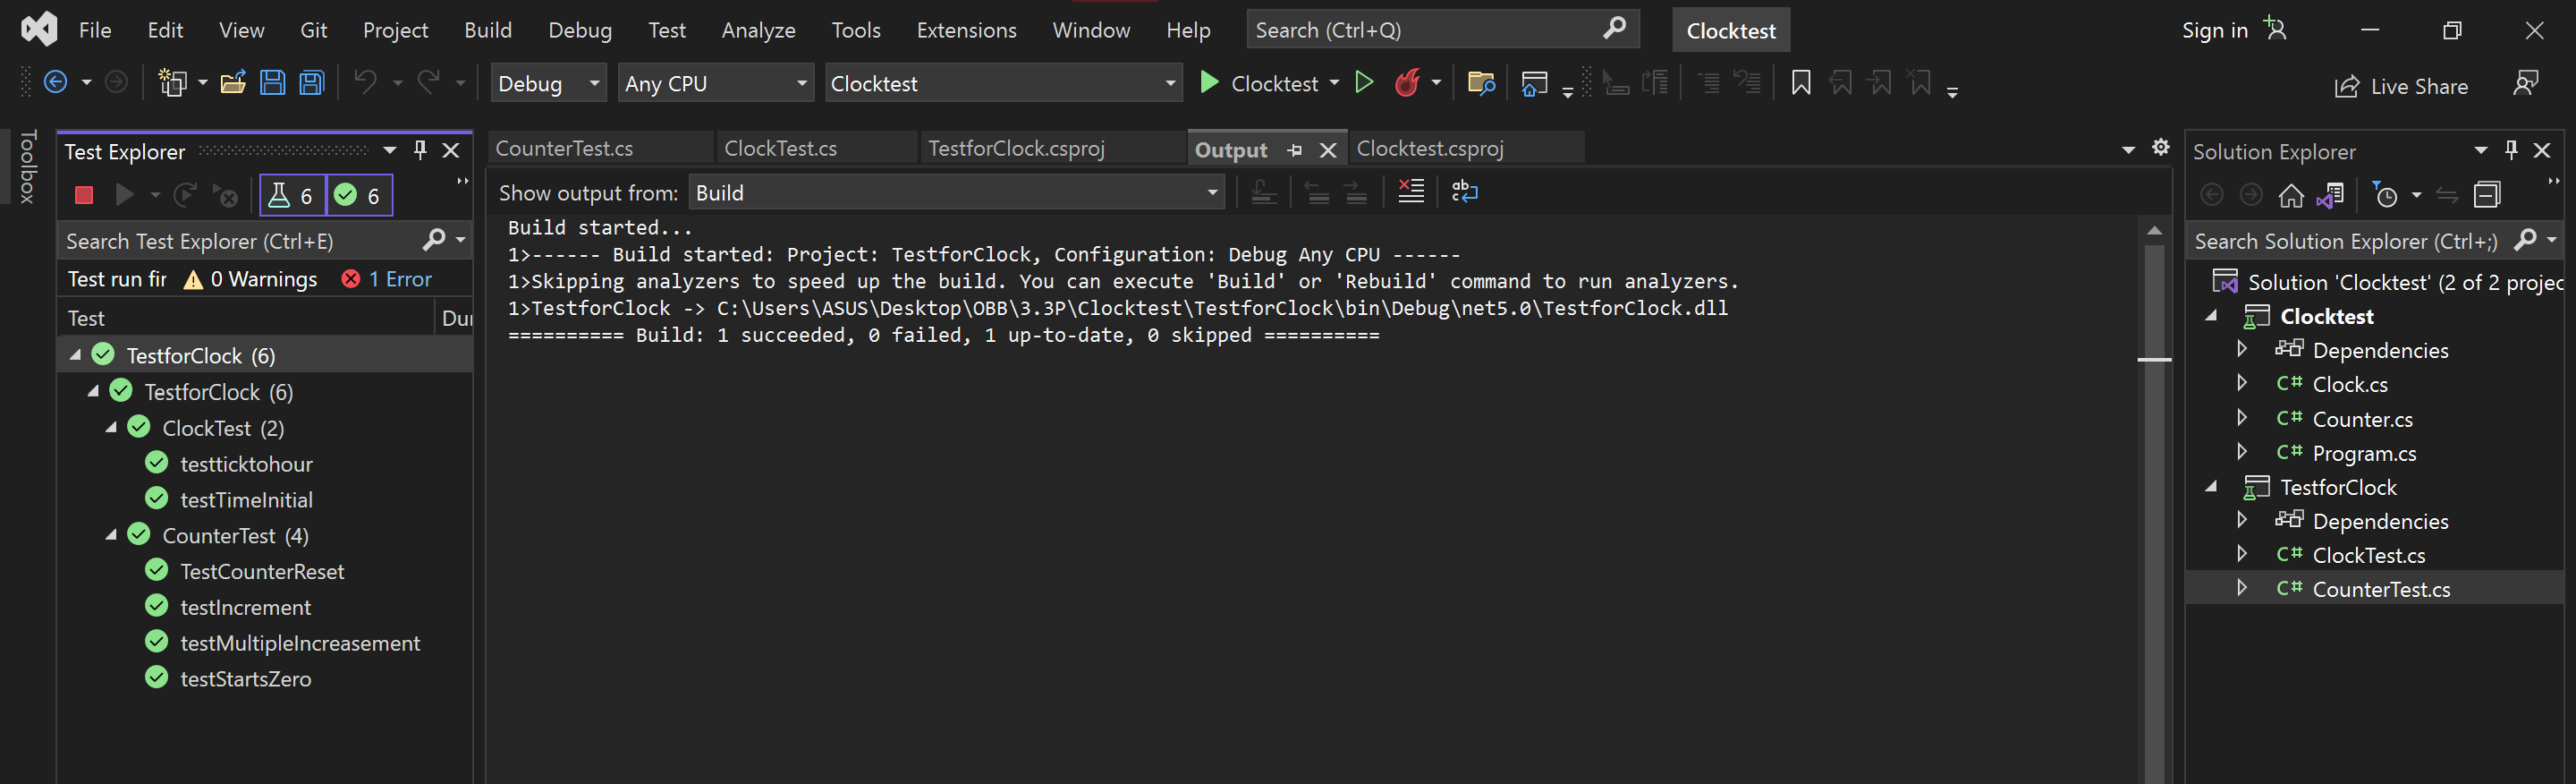 File Edit View Git Project Build Debug Test Analyze Tools Extensions Window Help Search (Ctrl+Q) Clocktest Sign in
Debug Any CPU Clocktest Clocktest Live Share
Toolbox
Test Explorer
6 6
Search Test Explorer (Ctrl+E)
Test run fir 0 Warnings 1 Error
Test Dur
TestforClock (6)
TestforClock (6)
ClockTest (2)
testticktohour
testTimeInitial
CounterTest (4)
TestCounterReset
testIncrement
testMultipleIncreasement
testStartsZero
CounterTest.cs ClockTest.cs TestforClock.csproj Output Clocktest.csproj
Show output from: Build
Build started...
1>------ Build started: Project: TestforClock, Configuration: Debug Any CPU ------
1>Skipping analyzers to speed up the build. You can execute 'Build' or 'Rebuild' command to run analyzers.
1>TestforClock -> C:\Users\ASUS\Desktop\OBB\3.3P\Clocktest\TestforClock\bin\Debug\net5.0\TestforClock.dll
========== Build: 1 succeeded, 0 failed, 1 up-to-date, 0 skipped ==========
Solution Explorer
Search Solution Explorer (Ctrl+;)
Solution 'Clocktest' (2 of 2 projec
Clocktest
Dependencies
C# Clock.cs
C# Counter.cs
C# Program.cs
TestforClock
Dependencies
C# ClockTest.cs
C# CounterTest.cs